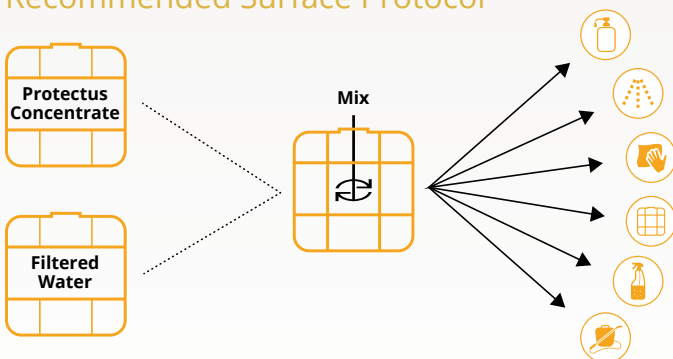 Recommended Surface Protocol
Protectus
Concentrate
Mix
Filtered
Water